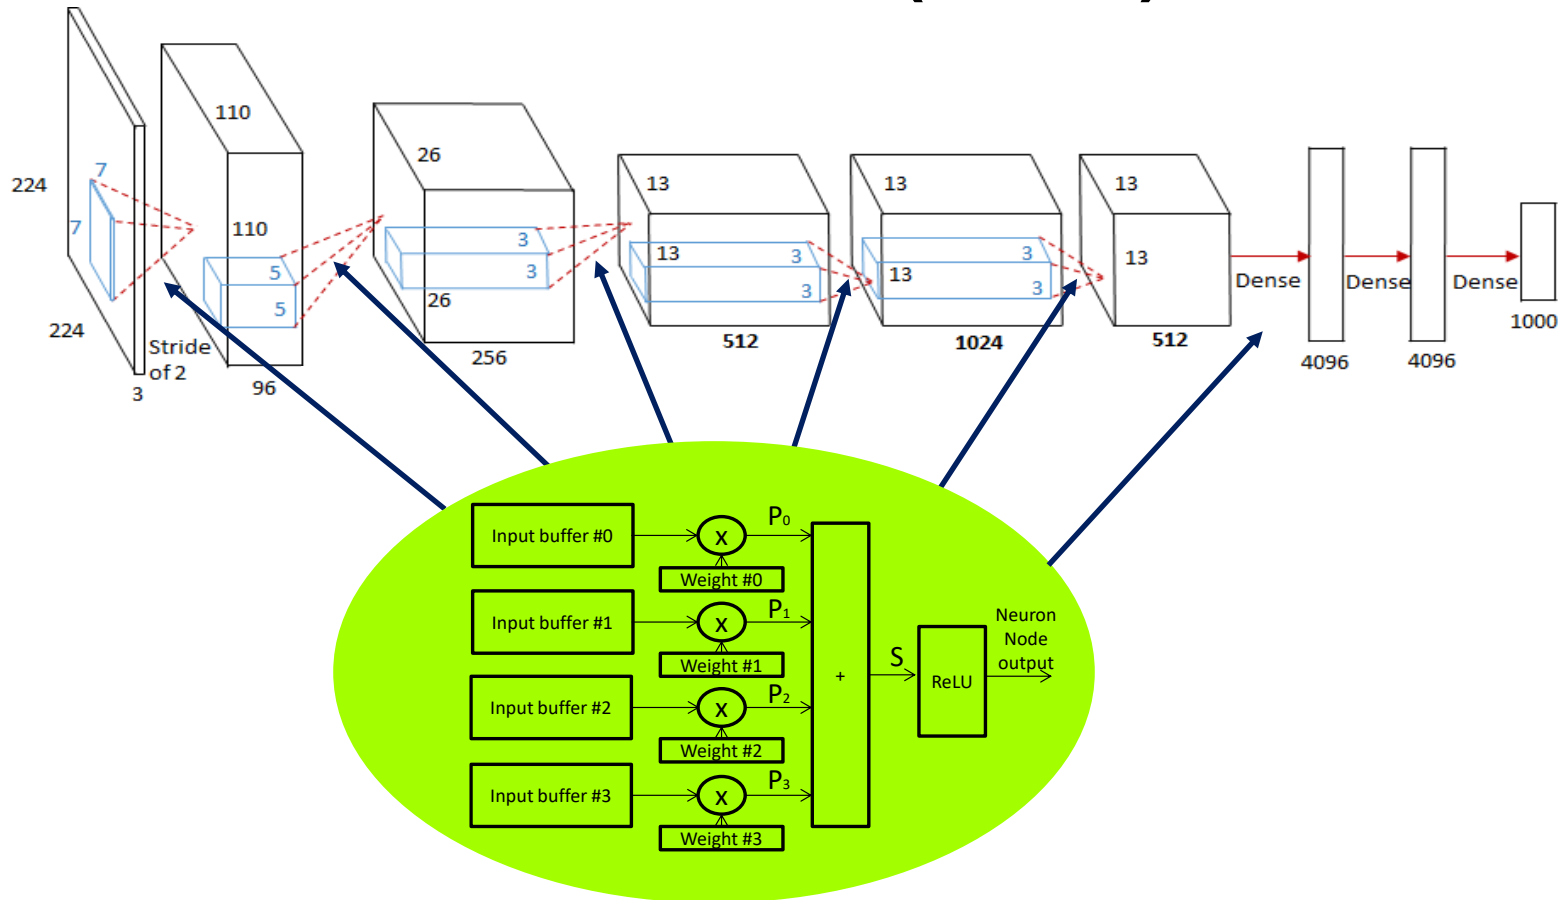 224
224
7
7
3
Stride
of 2
110
110
5
5
96
26
3
3
26
256
13
13
3
3
512
13
13
3
3
1024
13
13
512
Dense
4096
Dense
4096
Dense
1000
Input buffer #0
x
P0
Weight #0
Input buffer #1
x
P1
Weight #1
Input buffer #2
x
P2
Weight #2
Input buffer #3
x
P3
Weight #3
+
S
ReLU
Neuron
Node
output